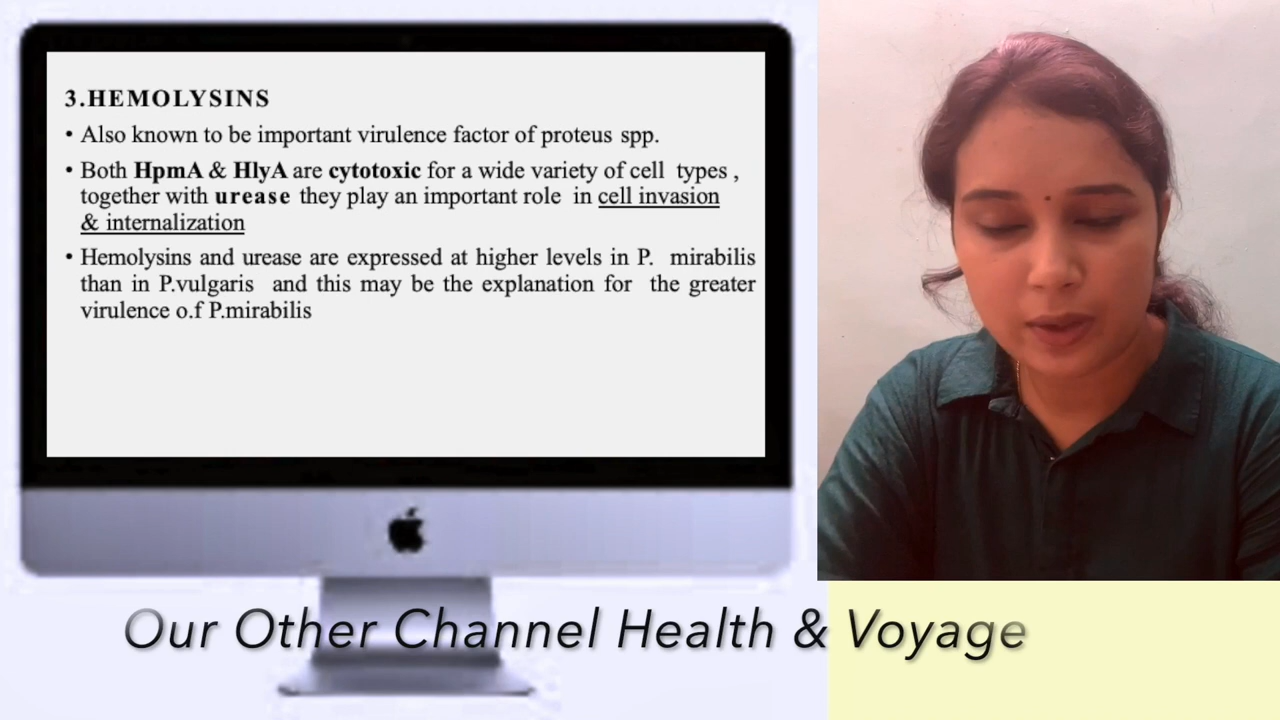 3.HEMOLYSINS
• Also known to be important virulence factor of proteus spp.
• Both HpmA & HlyA are cytotoxic for a wide variety of cell types ,
together with urease they play an important role in cell invasion
& internalization
• Hemolysins and urease are expressed at higher levels in P. mirabilis
than in P.vulgaris and this may be the explanation for the greater
virulence o.f P.mirabilis
Our Other Channel Health & Voyage